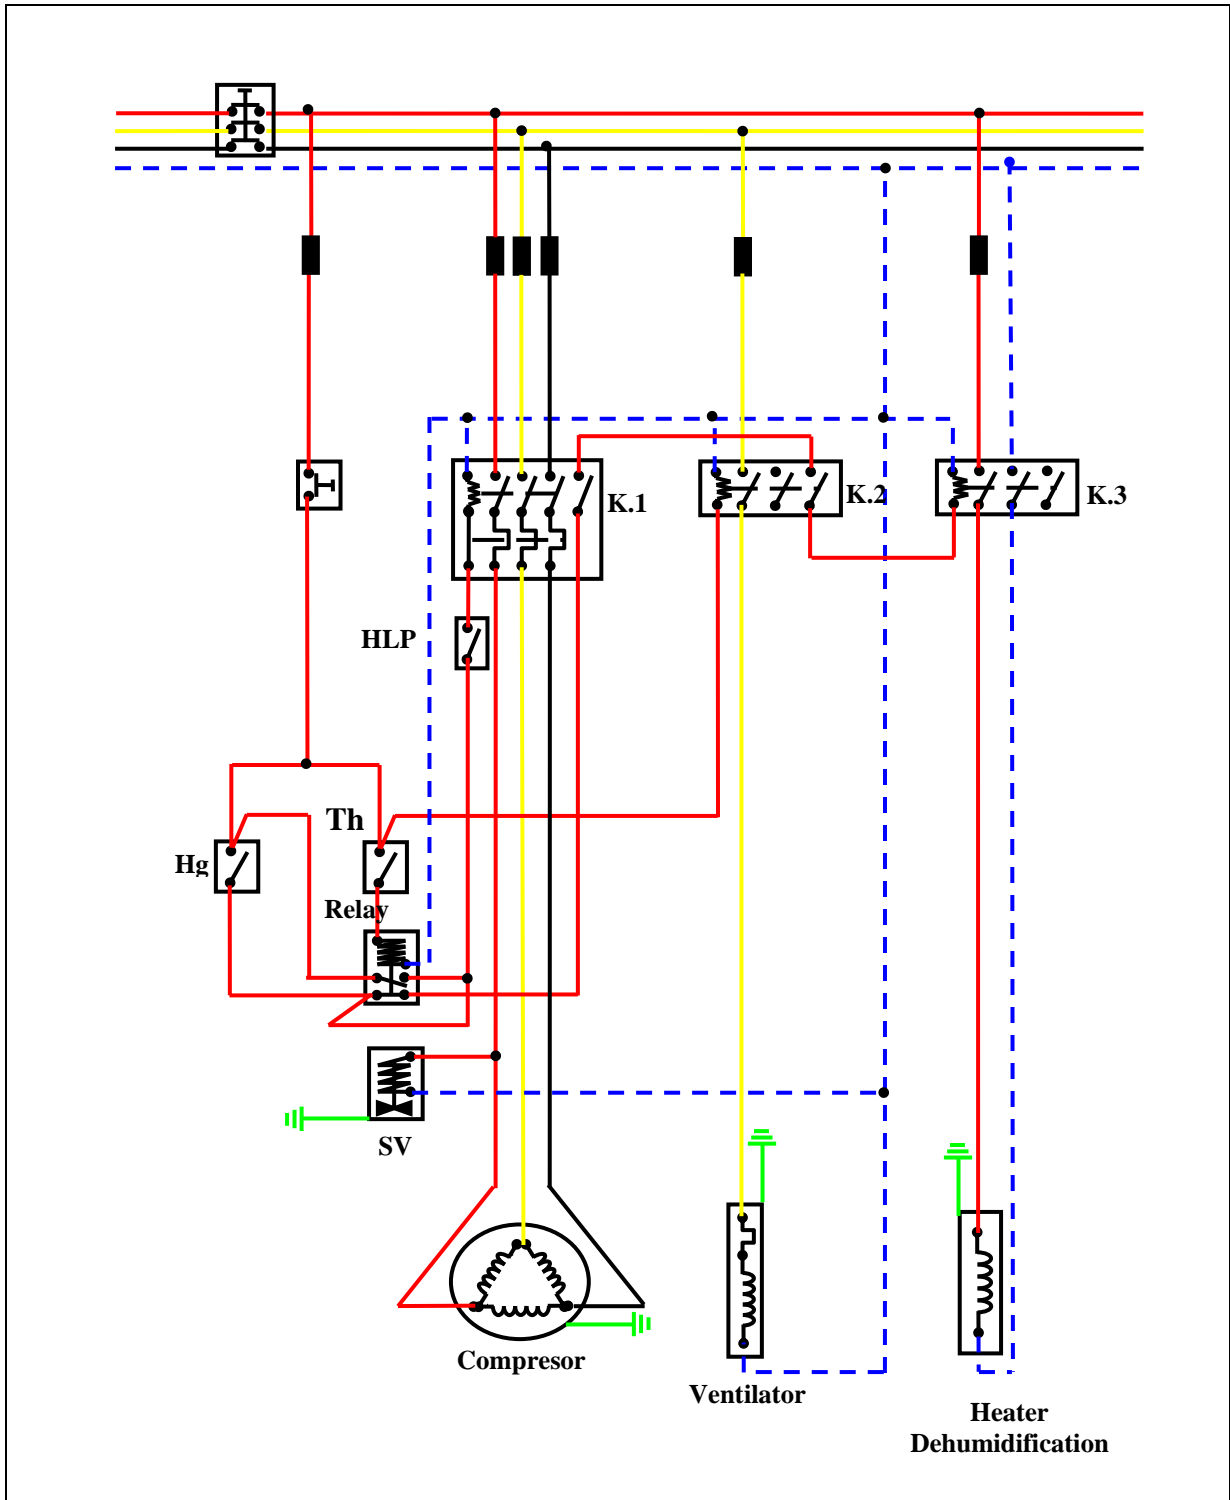 K.1
K.2
K.3
HLP
Th
Hg
Relay
SV
Compresor
Ventilator
Heater
Dehumidification